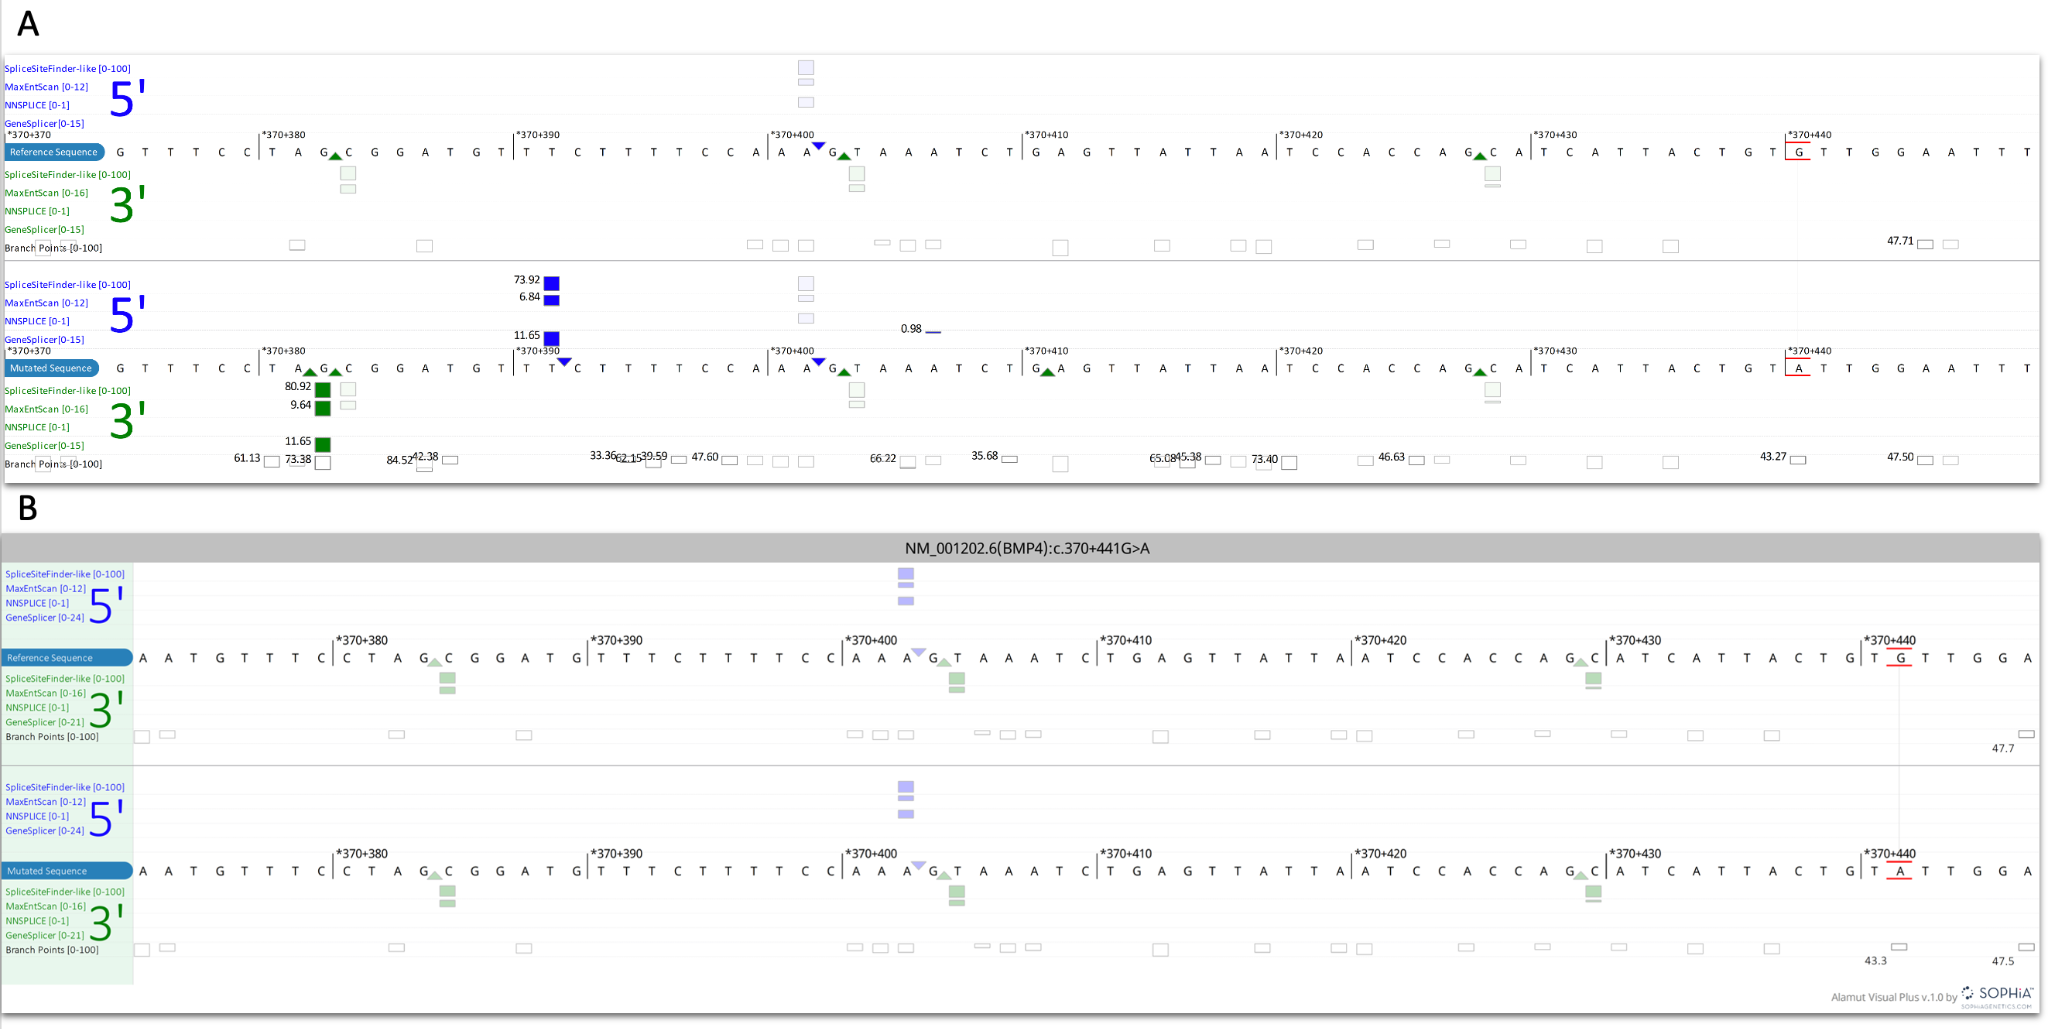 A
SpliceSiteFinder-like [0-100]
MaxEntScan [0-12]
NNSPLICE [0-1]
GeneSplicer[0-15]
5'
*370+370 *370+380 *370+390 *370+400 *370+410 *370+420 *370+430 *370+440
Reference Sequence G T T T C C T A G C G G A T G T T T C T T T T C C A A A G T A A A T C T G A G T T A T T A A T C C A C C A G C A T C A T T A C T G T G T T G G A A T T T
SpliceSiteFinder-like [0-100]
MaxEntScan [0-16]
NNSPLICE [0-1]
GeneSplicer[0-15]
3'
Branch Points [0-100] 47.71
SpliceSiteFinder-like [0-100] 73.92
MaxEntScan [0-12] 6.84
NNSPLICE [0-1] 0.98
GeneSplicer[0-15] 11.65
5'
*370+370 *370+380 *370+390 *370+400 *370+410 *370+420 *370+430 *370+440
Mutated Sequence G T T T C C T A G C G G A T G T T T C T T T T C C A A A G T A A A T C T G A G T T A T T A A T C C A C C A G C A T C A T T A C T G T A T T G G A A T T T
SpliceSiteFinder-like [0-100] 80.92
MaxEntScan [0-16] 9.64
NNSPLICE [0-1]
GeneSplicer[0-15] 11.65
3'
Branch Points [0-100] 61.13 73.38 84.52 42.38 33.36 62.15 39.59 47.60 66.22 35.68 65.08 45.38 73.40 46.63 43.27 47.50
B
NM_001202.6(BMP4):c.370+441G>A
SpliceSiteFinder-like [0-100]
MaxEntScan [0-12]
NNSPLICE [0-1]
GeneSplicer [0-24]
5'
*370+380 *370+390 *370+400 *370+410 *370+420 *370+430 *370+440
Reference Sequence A A T G T T T C C T A G C G G A T G T T T C T T T T C C A A A G T A A A T C T G A G T T A T T A A T C C A C C A G C A T C A T T A C T G T G T T G G A
SpliceSiteFinder-like [0-100]
MaxEntScan [0-16]
NNSPLICE [0-1]
GeneSplicer [0-21]
3'
Branch Points [0-100]
47.7
SpliceSiteFinder-like [0-100]
MaxEntScan [0-12]
NNSPLICE [0-1]
GeneSplicer [0-24]
5'
*370+380 *370+390 *370+400 *370+410 *370+420 *370+430 *370+440
Mutated Sequence A A T G T T T C C T A G C G G A T G T T T C T T T T C C A A A G T A A A T C T G A G T T A T T A A T C C A C C A G C A T C A T T A C T G T A T T G G A
SpliceSiteFinder-like [0-100]
MaxEntScan [0-16]
NNSPLICE [0-1]
GeneSplicer [0-21]
3'
Branch Points [0-100]
43.3 47.5
Alamut Visual Plus v.1.0 by SOPHiA
SOPHIAGENETICS.COM